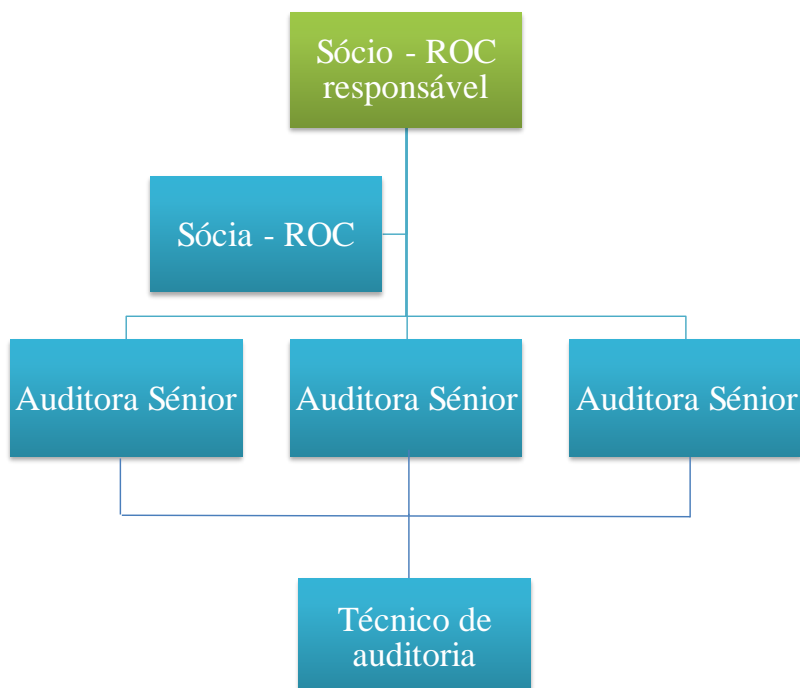 Sócio - ROC
responsável
Sócia - ROC
Auditora Sénior
Auditora Sénior
Auditora Sénior
Técnico de
auditoria